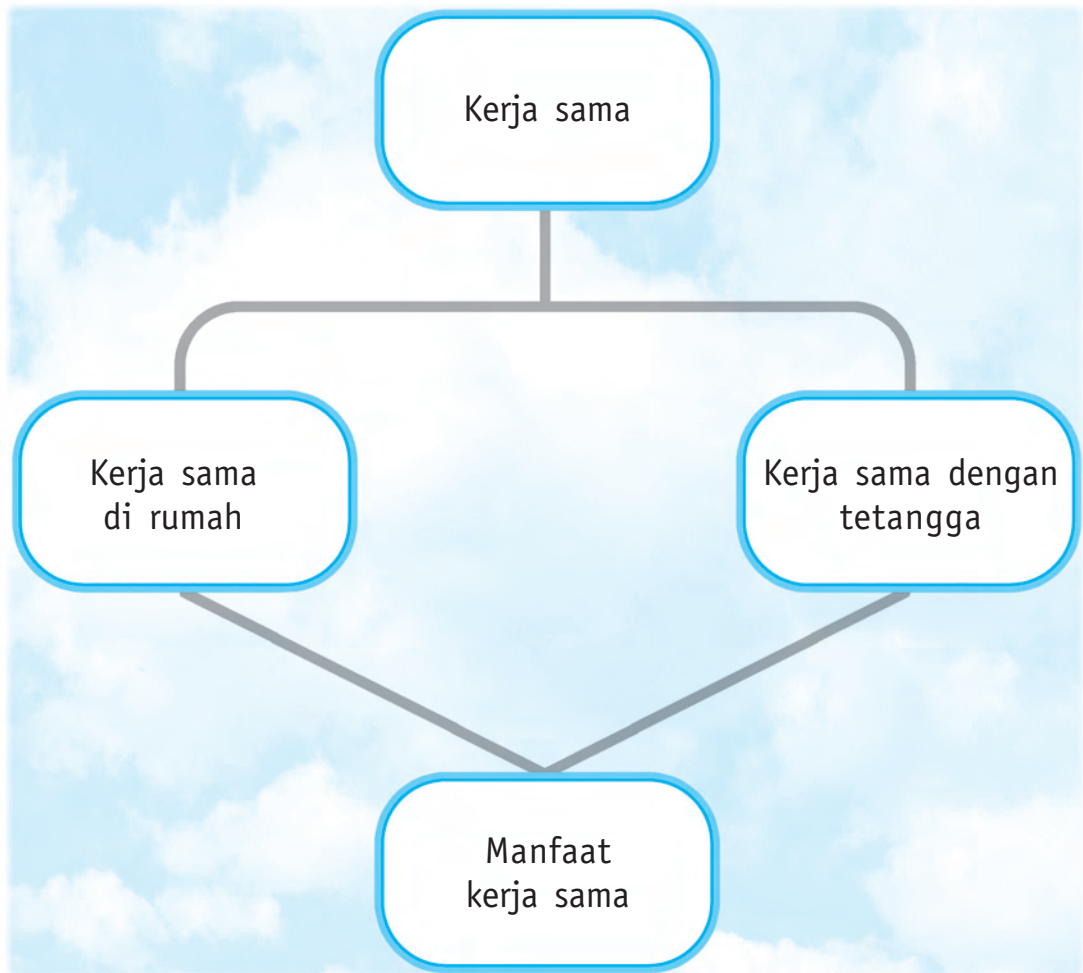 Kerja sama
Kerja sama
di rumah
Kerja sama dengan
tetangga
Manfaat
kerja sama